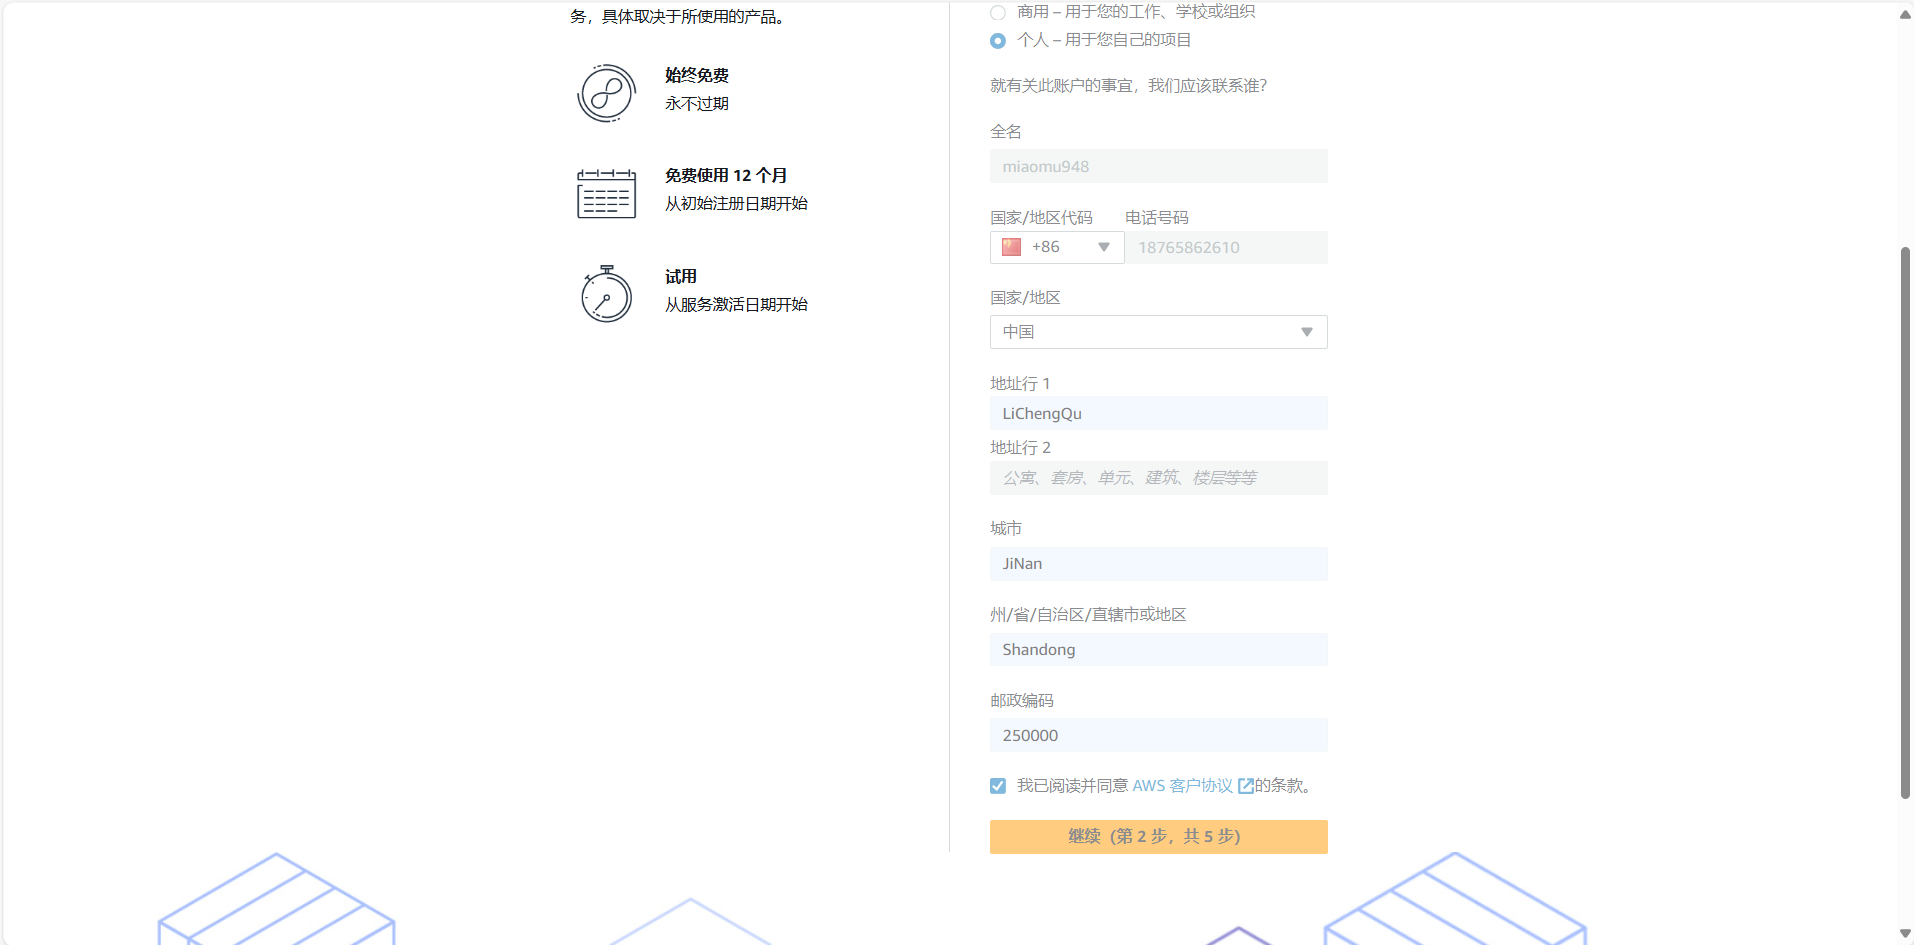 务，具体取决于所使用的产品。
始终免费
永不过期
免费使用 12 个月
从初始注册日期开始
试用
从服务激活日期开始
商用 – 用于您的工作、学校或组织
个人 – 用于您自己的项目
就有关此账户的事宜，我们应该联系谁？
全名
miaomu948
国家/地区代码 电话号码
+86 18765862610
国家/地区
中国
地址行 1
LiChengQu
地址行 2
公寓、套房、单元、建筑、楼层等等
城市
JiNan
州/省/自治区/直辖市或地区
Shandong
邮政编码
250000
我已阅读并同意 AWS 客户协议 的条款。
继续（第 2 步，共 5 步）